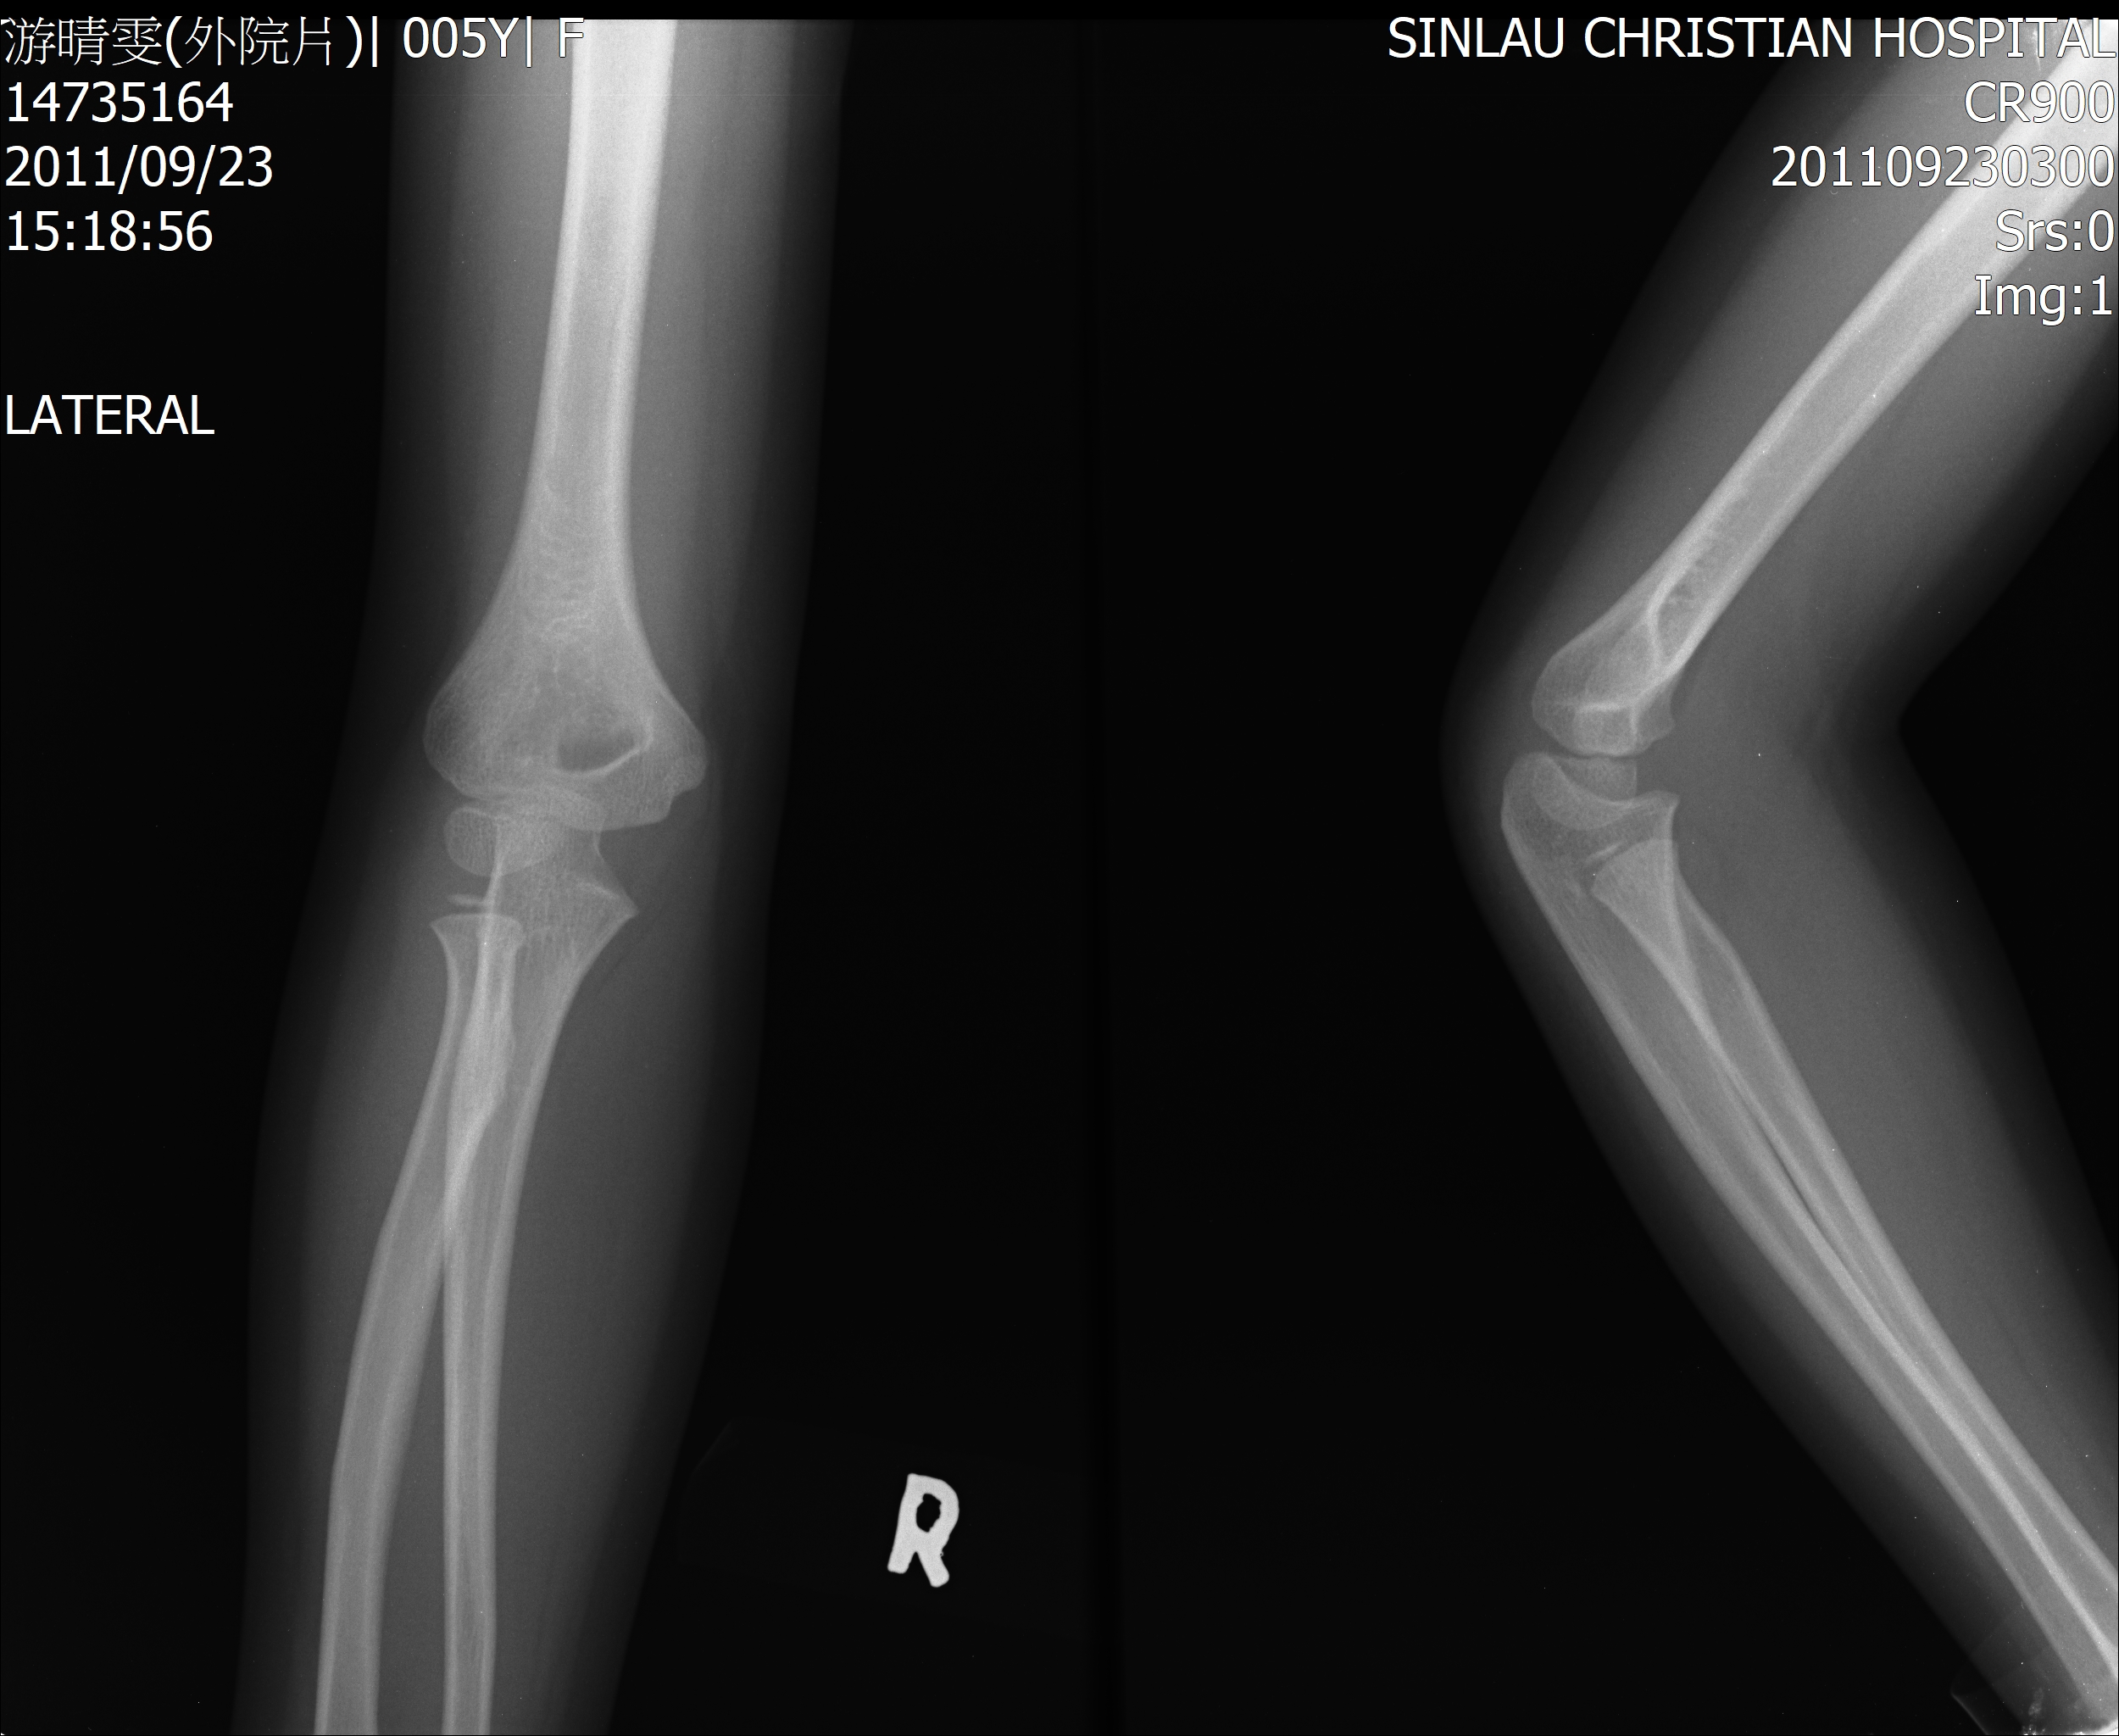 游晴雯(外院片)| 005Y| F
14735164
2011/09/23
15:18:56
LATERAL
SINLAU CHRISTIAN HOSPITAL
CR900
201109230300
Srs:0
Img:1
R